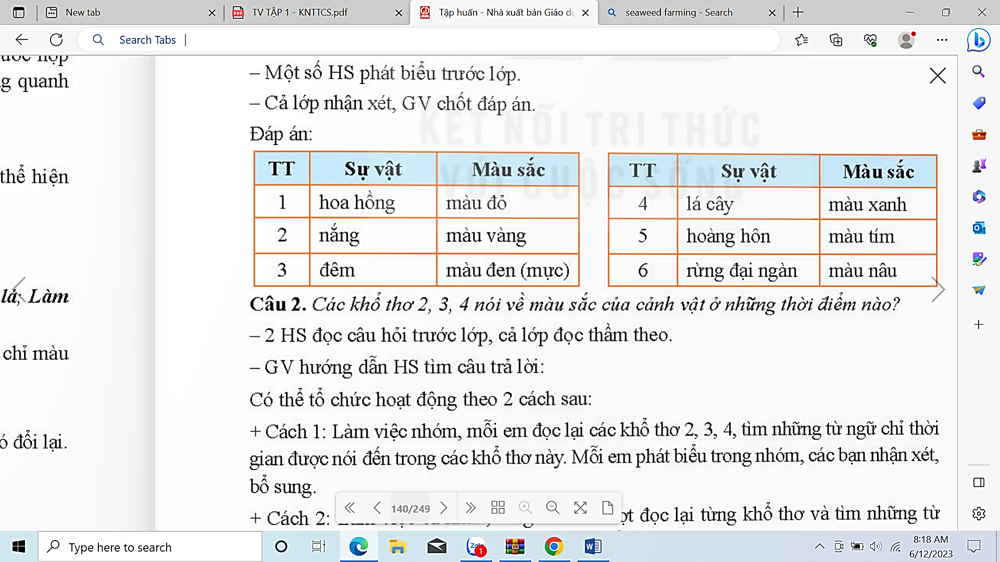 New tab
TV TẬP 1 - KNTTCS.pdf
Tập huấn - Nhà xuất bản Giáo dụ
seaweed farming - Search
Search Tabs
g quanh
thể hiện
lá; Làm
chỉ màu
ó đổi lại.
– Một số HS phát biểu trước lớp.
– Cả lớp nhận xét, GV chốt đáp án.
KẾT NỐI TRI THỨC
VỚI CUỘC SỐNG
Đáp án:
TT Sự vật Màu sắc
1 hoa hồng màu đỏ
2 nắng màu vàng
3 đêm màu đen (mực)
TT Sự vật Màu sắc
4 lá cây màu xanh
5 hoàng hôn màu tím
6 rừng đại ngàn màu nâu
Câu 2. Các khổ thơ 2, 3, 4 nói về màu sắc của cảnh vật ở những thời điểm nào?
– 2 HS đọc câu hỏi trước lớp, cả lớp đọc thầm theo.
– GV hướng dẫn HS tìm câu trả lời:
Có thể tổ chức hoạt động theo 2 cách sau:
+ Cách 1: Làm việc nhóm, mỗi em đọc lại các khổ thơ 2, 3, 4, tìm những từ ngữ chỉ thời
gian được nói đến trong các khổ thơ này. Mỗi em phát biểu trong nhóm, các bạn nhận xét,
bổ sung.
+ Cách 2: đọc lại từng khổ thơ và tìm những từ
140/249
Type here to search
Zalo
1
8:18 AM
6/12/2023